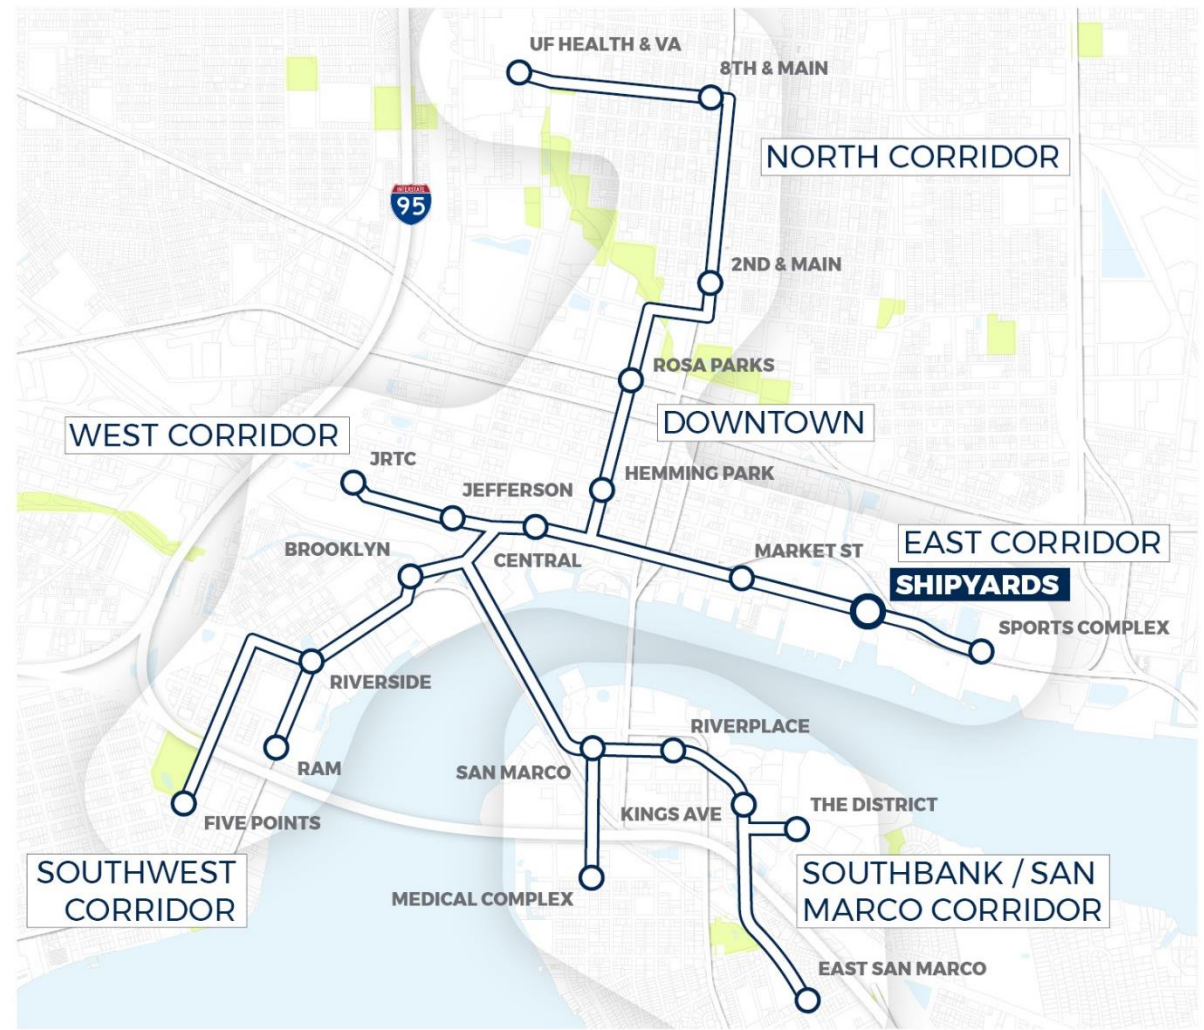 UF HEALTH & VA
8TH & MAIN
NORTH CORRIDOR
INTERSTATE
95
2ND & MAIN
ROSA PARKS
WEST CORRIDOR
DOWNTOWN
JRTC
HEMMING PARK
JEFFERSON
BROOKLYN
CENTRAL
MARKET ST
EAST CORRIDOR
SHIPYARDS
SPORTS COMPLEX
RIVERSIDE
RIVERPLACE
RAM
SAN MARCO
KINGS AVE
THE DISTRICT
FIVE POINTS
SOUTHWEST
CORRIDOR
MEDICAL COMPLEX
SOUTHBANK / SAN
MARCO CORRIDOR
EAST SAN MARCO